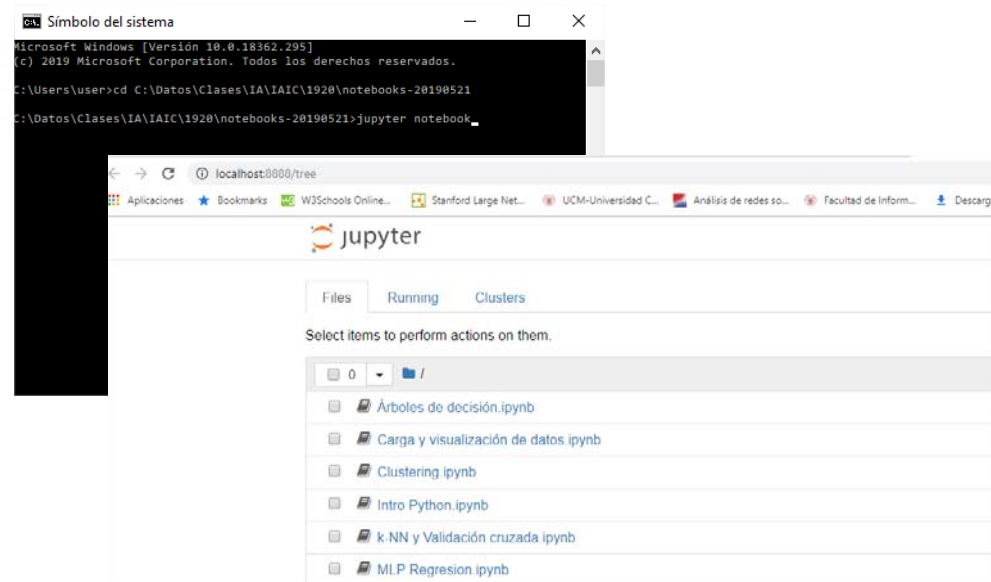 Símbolo del sistema
Microsoft Windows [Versión 10.0.18362.295]
(c) 2019 Microsoft Corporation. Todos los derechos reservados.
C:\Users\user>cd C:\Datos\Clases\IA\IAIC\1920\notebooks-20190521
C:\Datos\Clases\IA\IAIC\1920\notebooks-20190521>jupyter notebook
localhost:8888/tree
Aplicaciones Bookmarks W3Schools Online... Stanford Large Net... UCM-Universidad C... Análisis de redes so... Facultad de Inform... Descarg
jupyter
Files Running Clusters
Select items to perform actions on them.
0 /
Árboles de decisión.ipynb
Carga y visualización de datos.ipynb
Clustering.ipynb
Intro Python.ipynb
k-NN y Validación cruzada.ipynb
MLP Regresion.ipynb